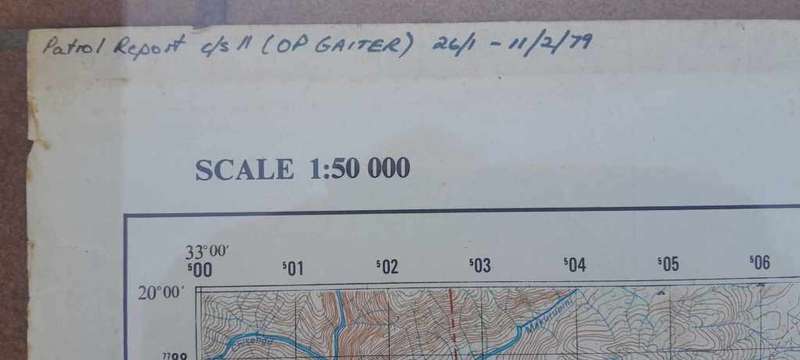 Patrol Report c/s 11 (OP GAITER) 26/1 - 11/2/79
SCALE 1:50 000
33°00'
⁵00 ⁵01 ⁵02 ⁵03 ⁵04 ⁵05 ⁵06
20°00'